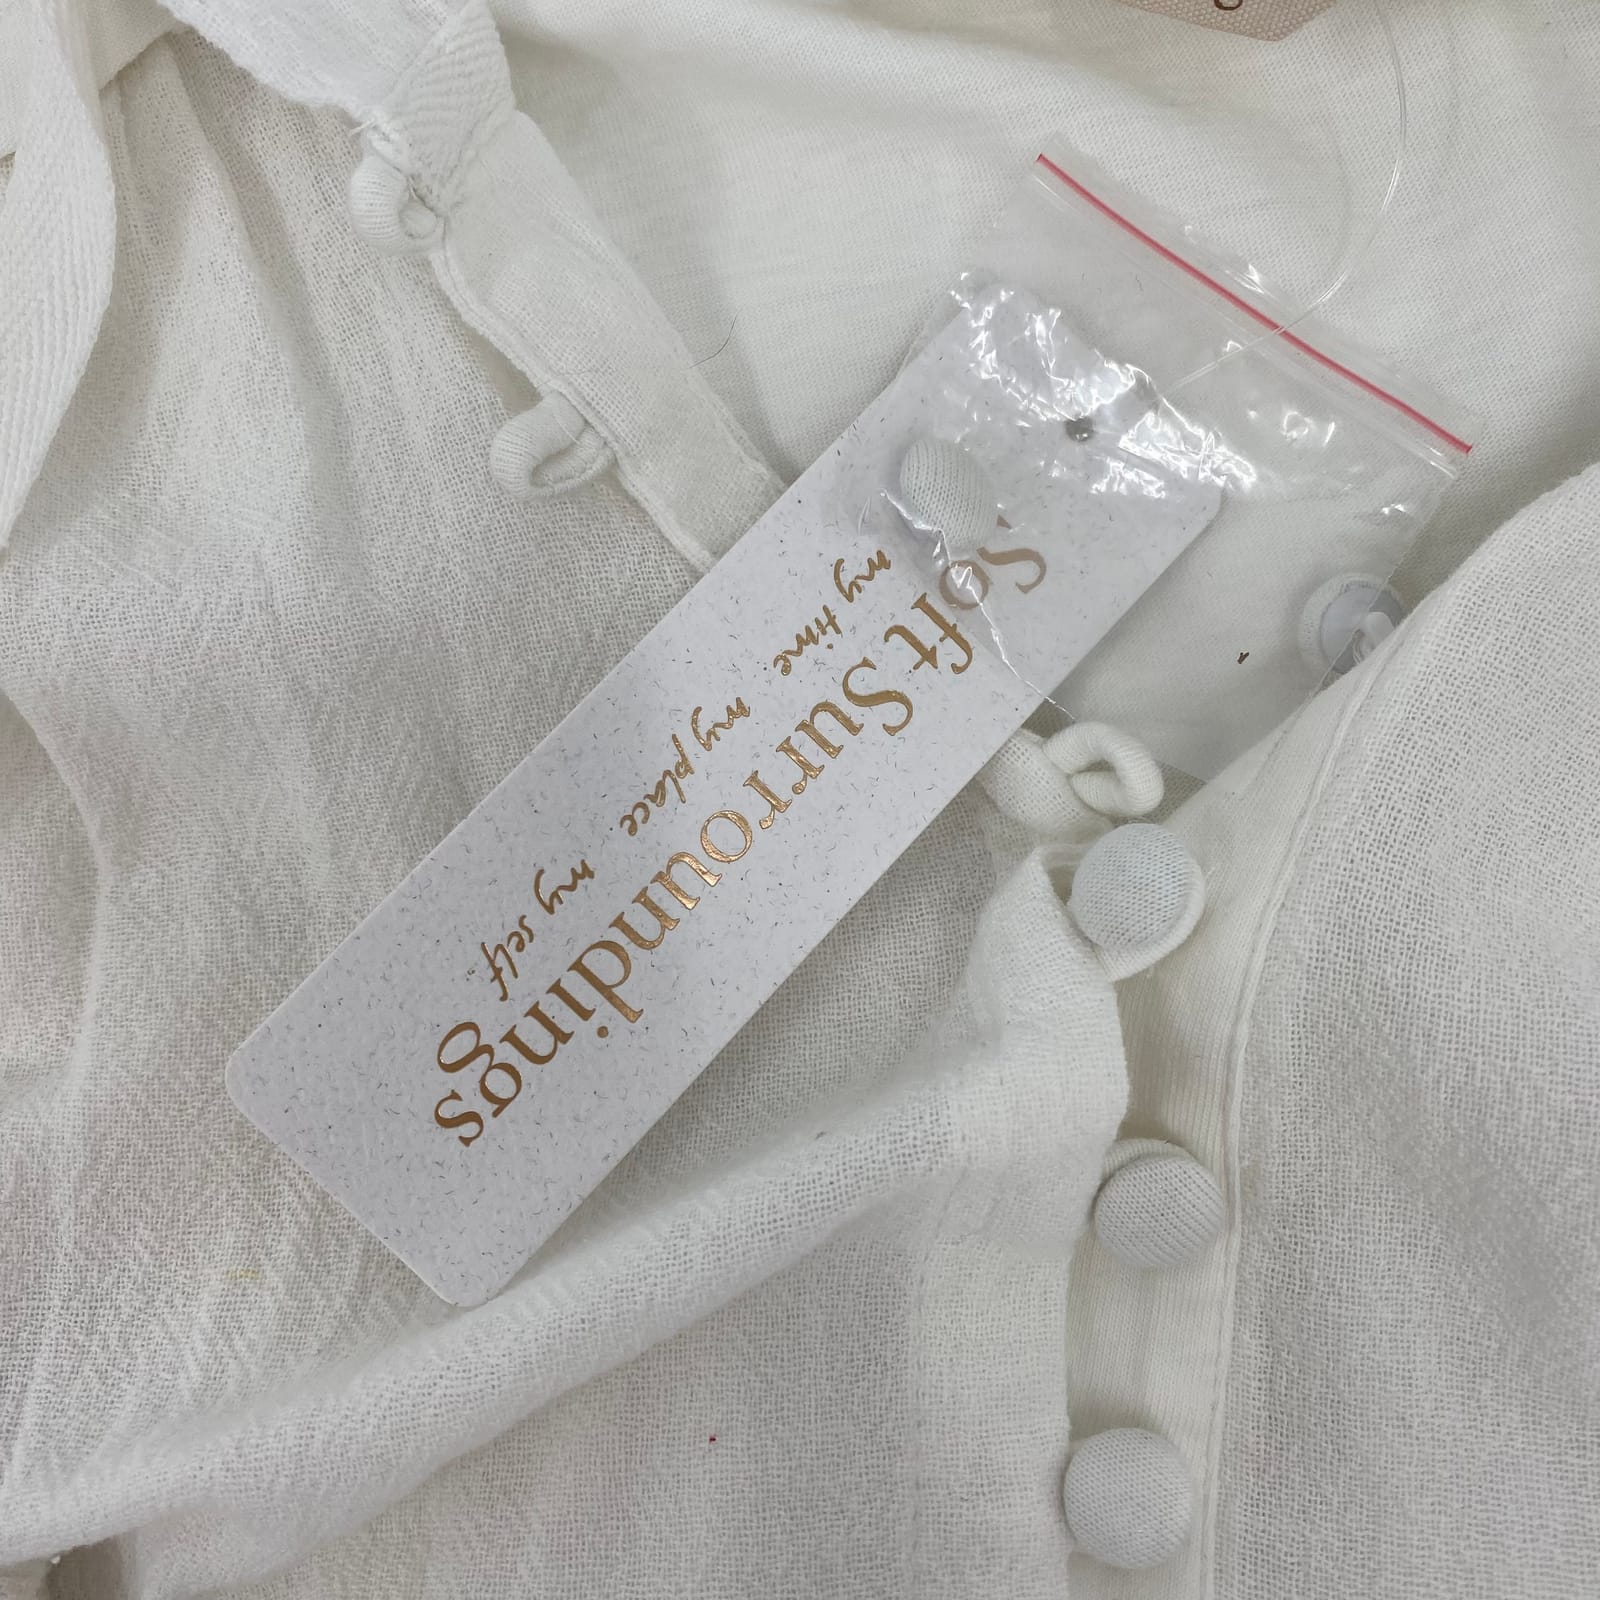 Soft Surroundings
my time. my place. my self.